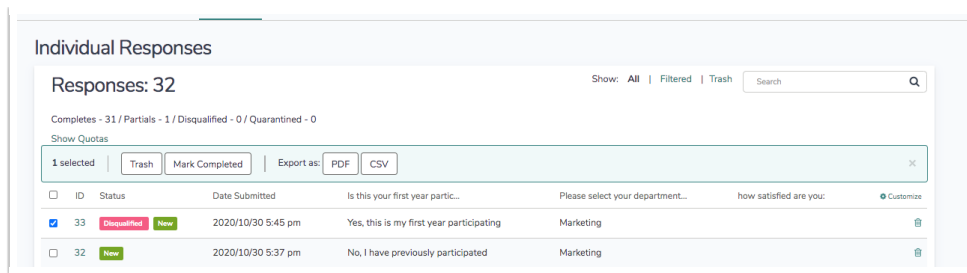 Individual Responses
Responses: 32
Show: All | Filtered | Trash Search
Completes - 31 / Partials - 1 / Disqualified - 0 / Quarantined - 0
Show Quotas
1 selected | Trash Mark Completed | Export as: PDF CSV ×
ID Status Date Submitted Is this your first year partic... Please select your department... how satisfied are you: Customize
33 Disqualified New 2020/10/30 5:45 pm Yes, this is my first year participating Marketing
32 New 2020/10/30 5:37 pm No, I have previously participated Marketing